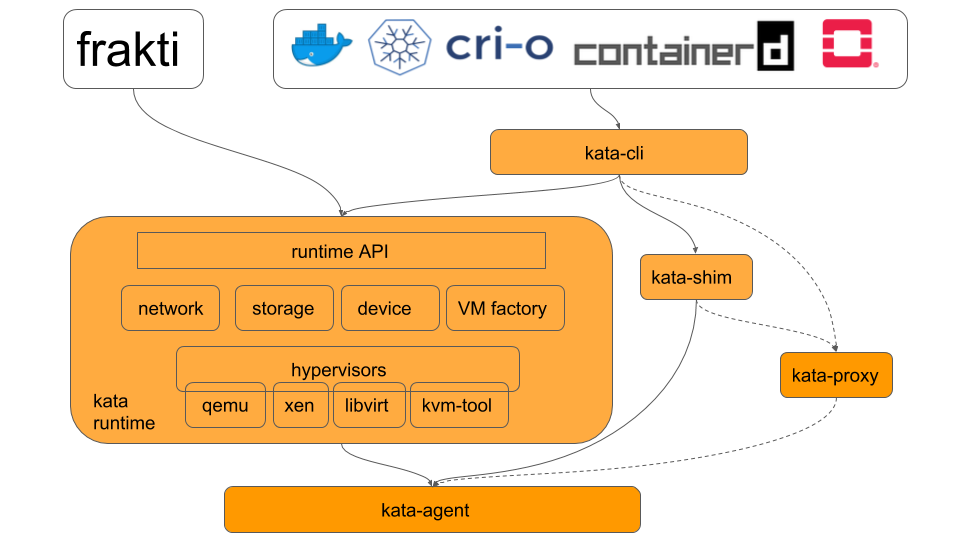 frakti
cri-o
containerd
kata-cli
runtime API
kata-shim
network
storage
device
VM factory
kata-proxy
hypervisors
kata
runtime
qemu
xen
libvirt
kvm-tool
kata-agent